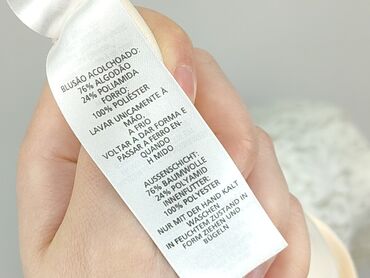 BLUSÃO ACOLCHOADO:
76% ALGODÃO
24% POLIAMIDA
FORRO:
100% POLIÉSTER
LAVAR UNICAMENTE À
MÃO,
A FRIO
VOLTAR A DAR FORMA E
PASSAR A FERRO EN-
QUANDO
H MIDO
AUSSENSCHICHT:
76% BAUMWOLLE
24% POLYAMID
INNENFUTTER:
100% POLYESTER
NUR MIT DER HAND KALT
WASCHEN
IN FEUCHTEM ZUSTAND IN
FORM ZIEHEN UND
BÜGELN